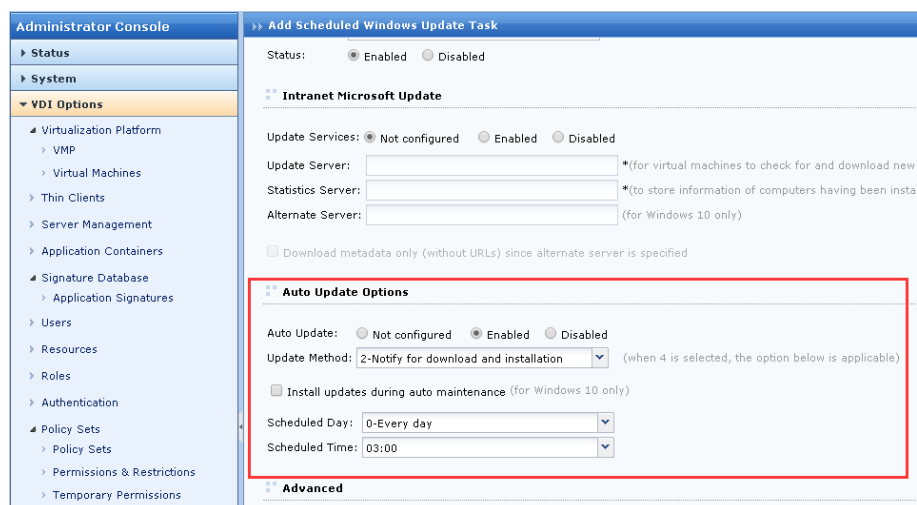 Administrator Console
Status
System
VDI Options
Virtualization Platform
VMP
Virtual Machines
Thin Clients
Server Management
Application Containers
Signature Database
Application Signatures
Users
Resources
Roles
Authentication
Policy Sets
Policy Sets
Permissions & Restrictions
Temporary Permissions
Add Scheduled Windows Update Task
Status: Enabled Disabled
Intranet Microsoft Update
Update Services: Not configured Enabled Disabled
Update Server: *(for virtual machines to check for and download new
Statistics Server: *(to store information of computers having been insta
Alternate Server: (for Windows 10 only)
Download metadata only (without URLs) since alternate server is specified
Auto Update Options
Auto Update: Not configured Enabled Disabled
Update Method: 2-Notify for download and installation (when 4 is selected, the option below is applicable)
Install updates during auto maintenance (for Windows 10 only)
Scheduled Day: 0-Every day
Scheduled Time: 03:00
Advanced